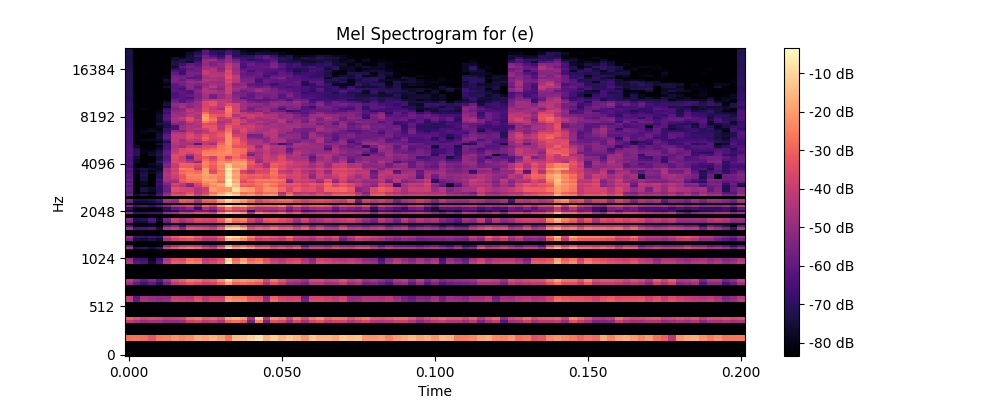 Mel Spectrogram for (e)
16384
8192
4096
2048
1024
512
0
Hz
0.000
0.050
0.100
0.150
0.200
Time
-10 dB
-20 dB
-30 dB
-40 dB
-50 dB
-60 dB
-70 dB
-80 dB